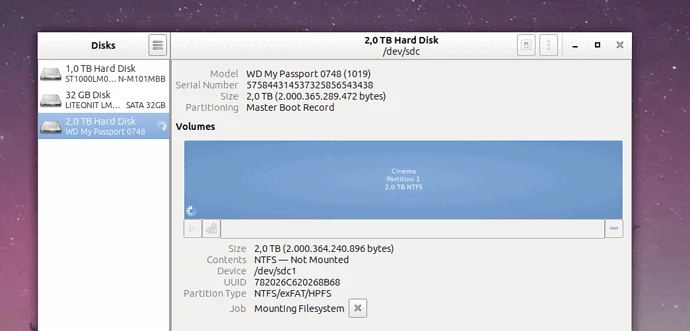 Disks
2,0 TB Hard Disk
/dev/sdc
1,0 TB Hard Disk
ST1000LM0... N-M101MBB
32 GB Disk
LITEONIT LM... SATA 32GB
2,0 TB Hard Disk
WD My Passport 0748
Model WD My Passport 0748 (1019)
Serial Number 575844314537325856543438
Size 2,0 TB (2.000.365.289.472 bytes)
Partitioning Master Boot Record
Volumes
Cinema
Partition 1
2,0 TB NTFS
Size 2,0 TB (2.000.364.240.896 bytes)
Contents NTFS — Not Mounted
Device /dev/sdc1
UUID 782026C620268B68
Partition Type NTFS/exFAT/HPFS
Job Mounting Filesystem